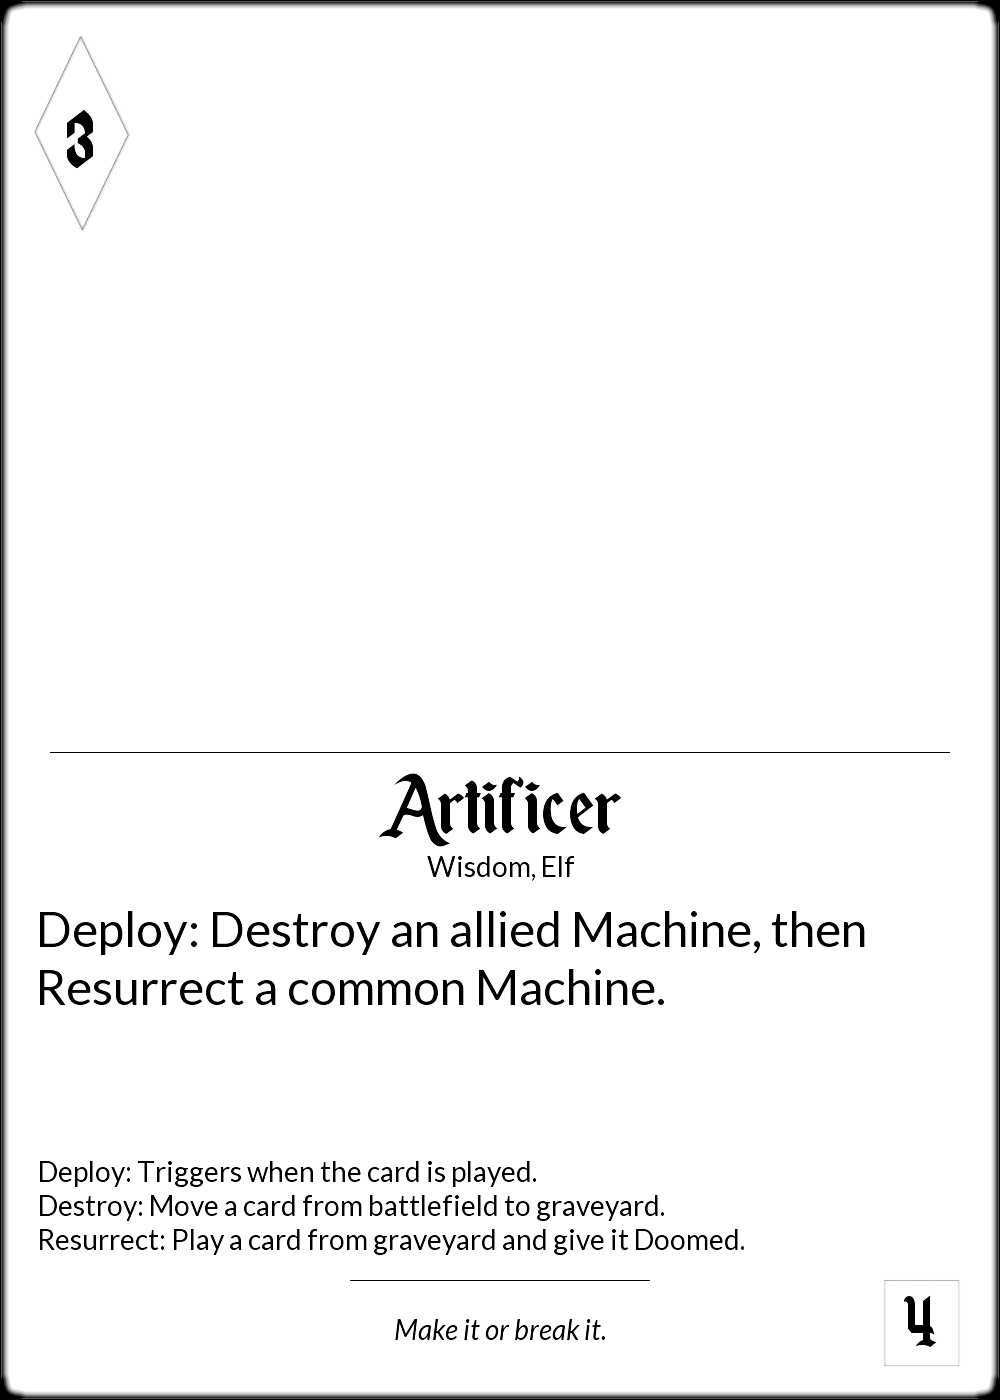 3
Artificer
Wisdom, Elf
Deploy: Destroy an allied Machine, then
Resurrect a common Machine.
Deploy: Triggers when the card is played.
Destroy: Move a card from battlefield to graveyard.
Resurrect: Play a card from graveyard and give it Doomed.
Make it or break it.
4